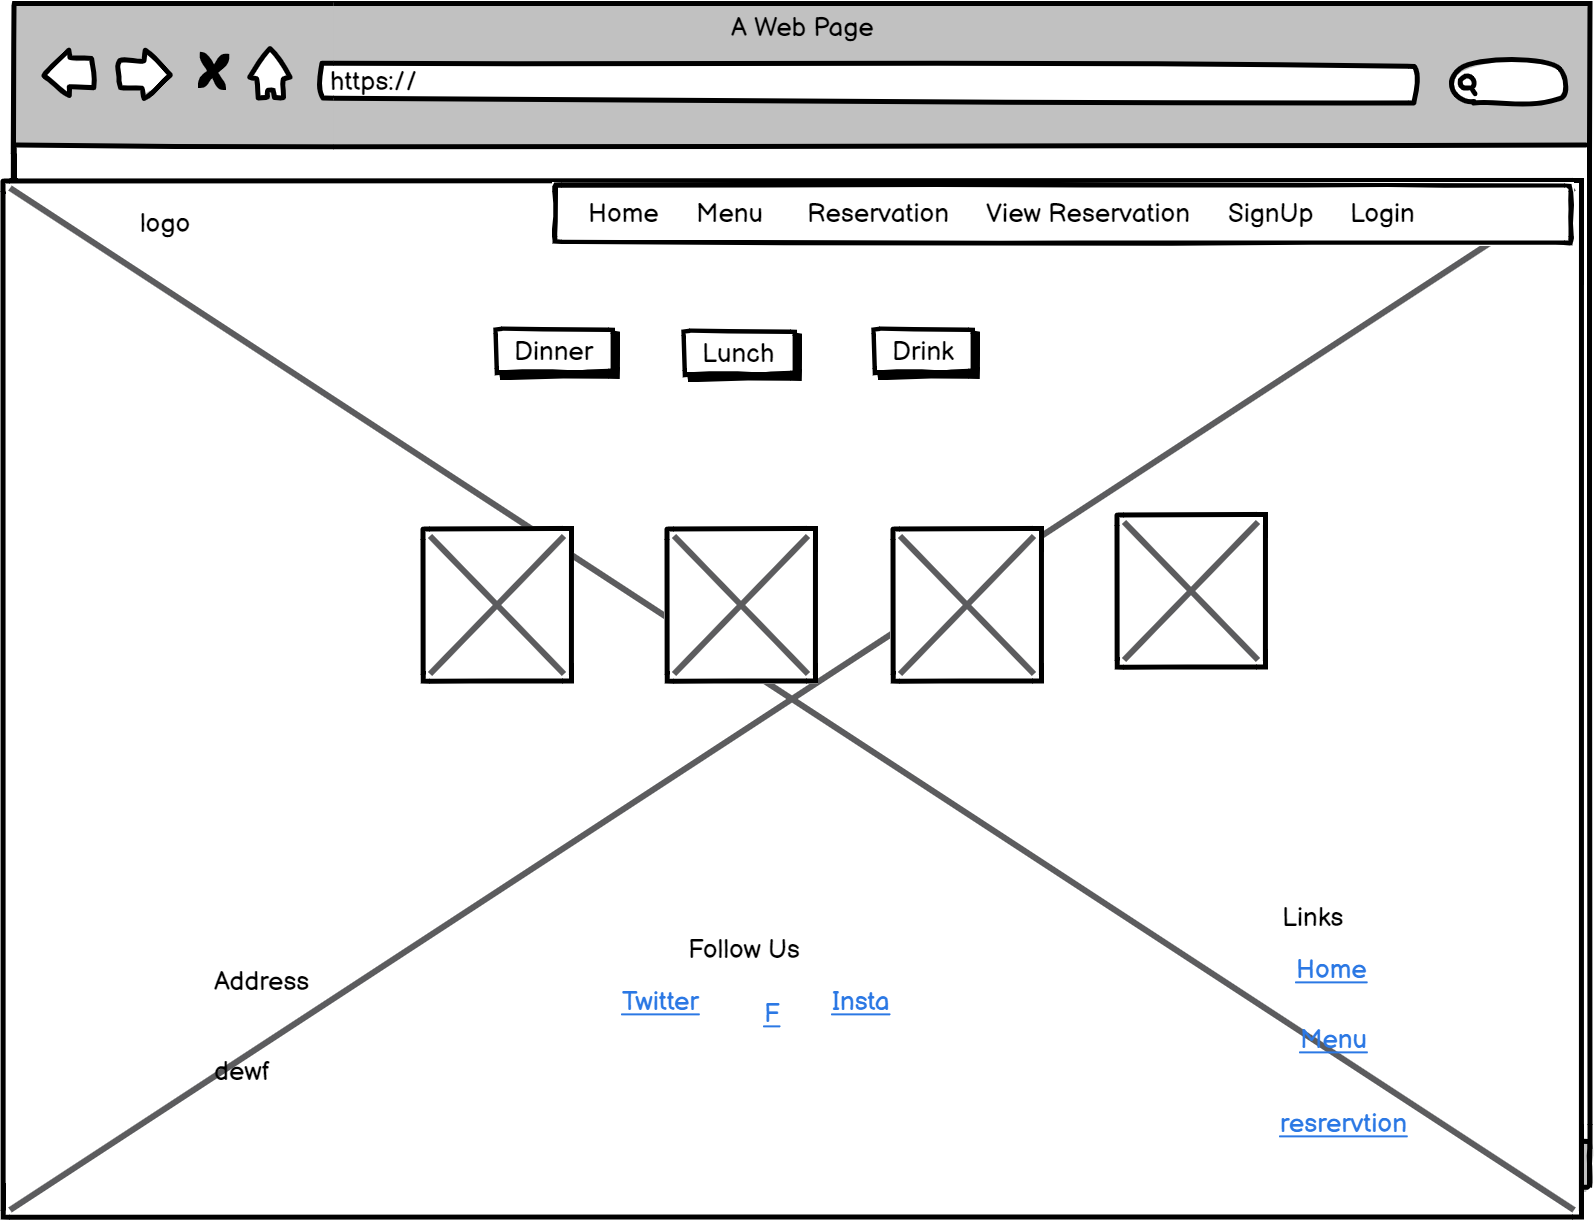 A Web Page
https://
logo
Home Menu Reservation View Reservation SignUp Login
Dinner Lunch Drink
Links
Follow Us
Home
Address
Twitter F Insta
Menu
dewf
resrervtion